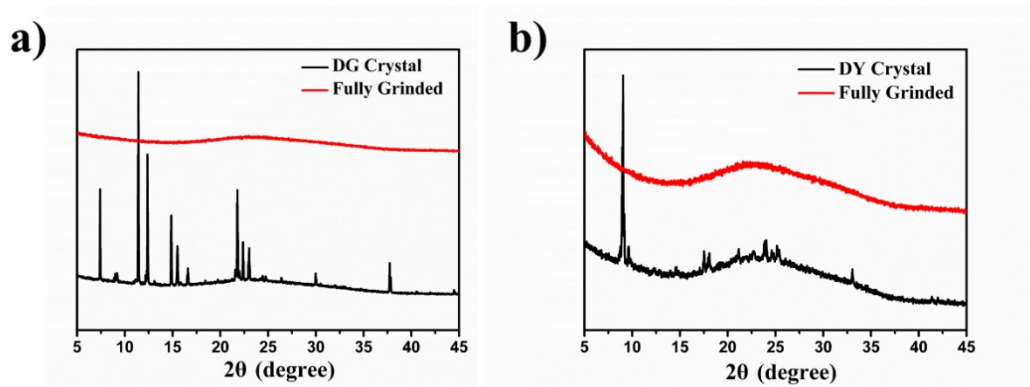 a)
DG Crystal
Fully Grinded
5 10 15 20 25 30 35 40 45
2θ (degree)
b)
DY Crystal
Fully Grinded
5 10 15 20 25 30 35 40 45
2θ (degree)